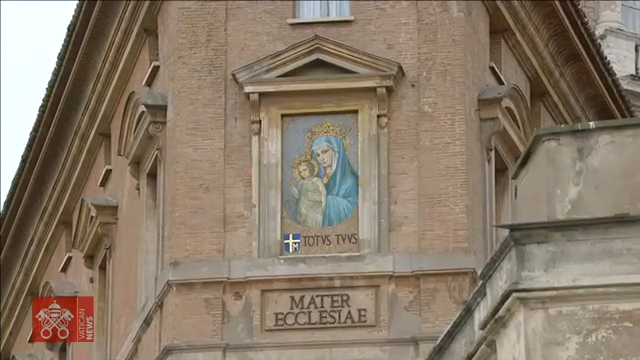 TOTVS TVVS
M
MATER
ECCLESIAE
VATICAN
NEWS